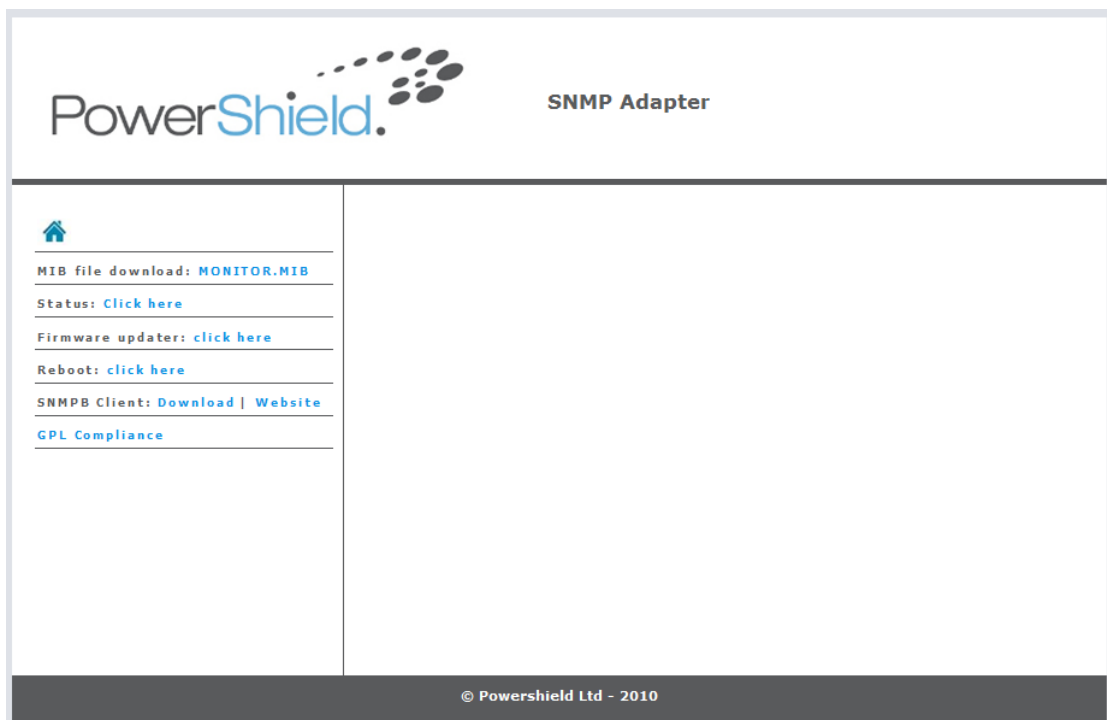 PowerShield.
SNMP Adapter
MIB file download: MONITOR.MIB
Status: Click here
Firmware updater: click here
Reboot: click here
SNMPB Client: Download | Website
GPL Compliance
© Powershield Ltd - 2010